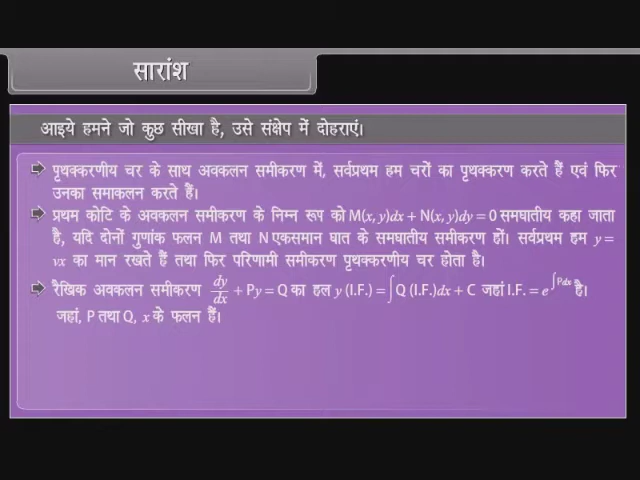 सारांश
आइये हमने जो कुछ सीखा है, उसे संक्षेप में दोहराएं।
पृथक्करणीय चर के साथ अवकलन समीकरण में, सर्वप्रथम हम चरों का पृथक्करण करते हैं एवं फिर
उनका समाकलन करते हैं।
प्रथम कोटि के अवकलन समीकरण के निम्न रूप को M(x, y)dx + N(x, y)dy = 0 समघातीय कहा जाता
है, यदि दोनों गुणांक फलन M तथा N एकसमान घात के समघातीय समीकरण हों। सर्वप्रथम हम y =
vx का मान रखते हैं तथा फिर परिणामी समीकरण पृथक्करणीय चर होता है।
रैखिक अवकलन समीकरण dy/dx + Py = Q का हल y (I.F.) = ∫Q (I.F.)dx + C जहां I.F. = e^∫Pdx है।
जहां, P तथा Q, x के फलन हैं।